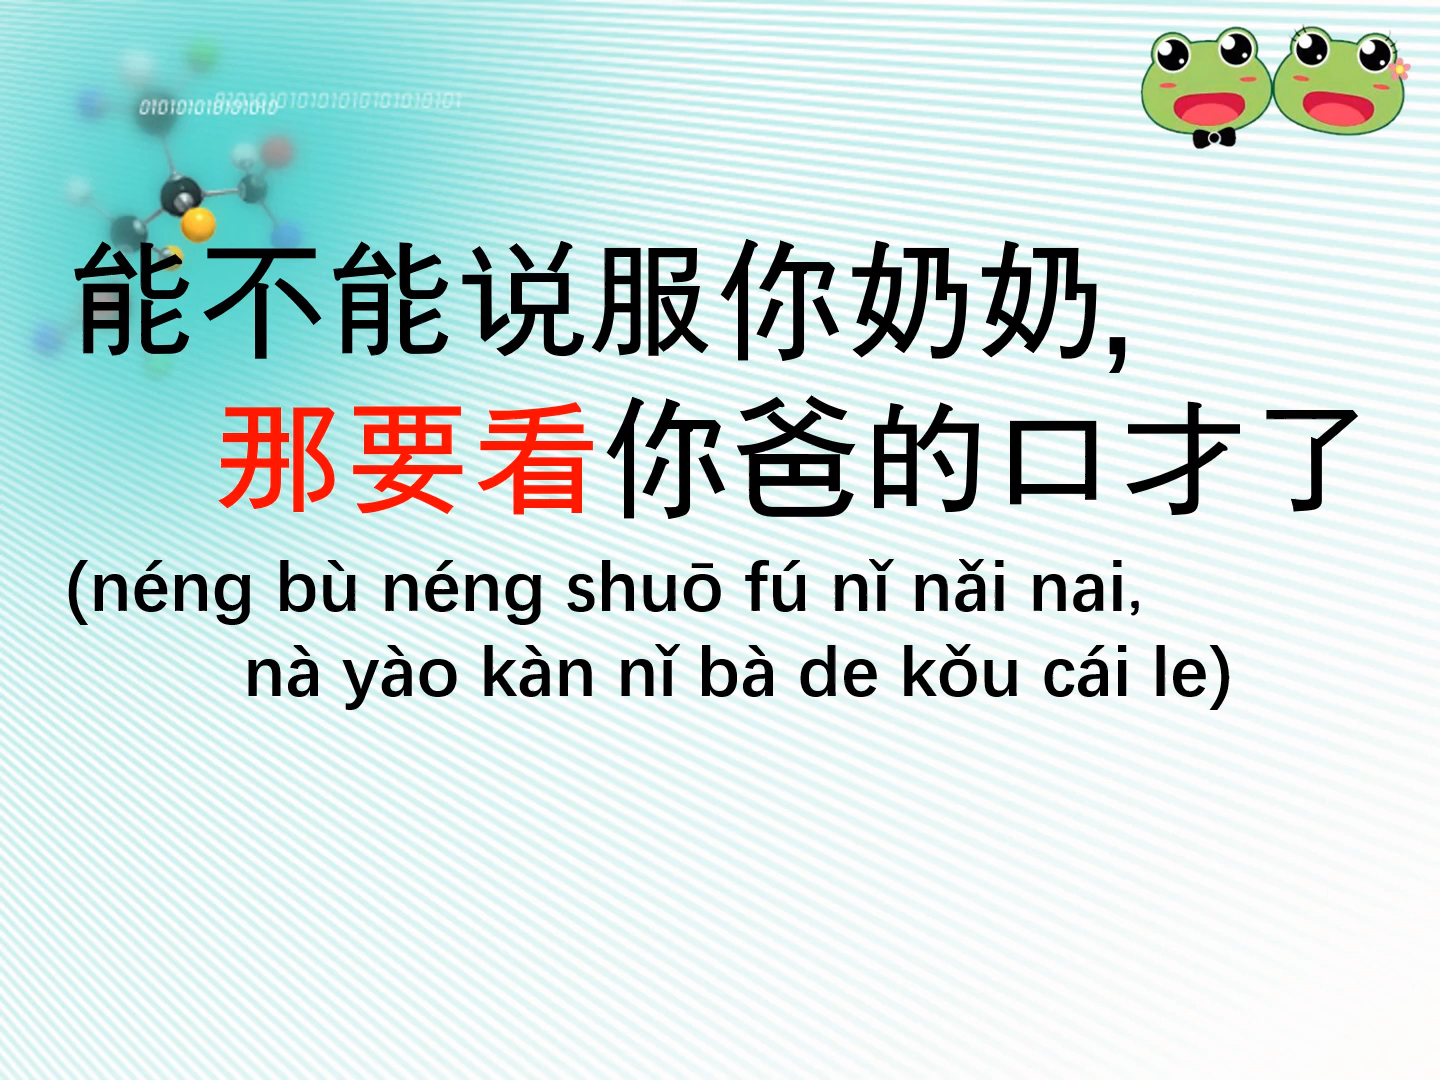 能不能说服你奶奶,
那要看你爸的口才了
(néng bù néng shuō fú nǐ nǎi nai,
nà yào kàn nǐ bà de kǒu cái le)